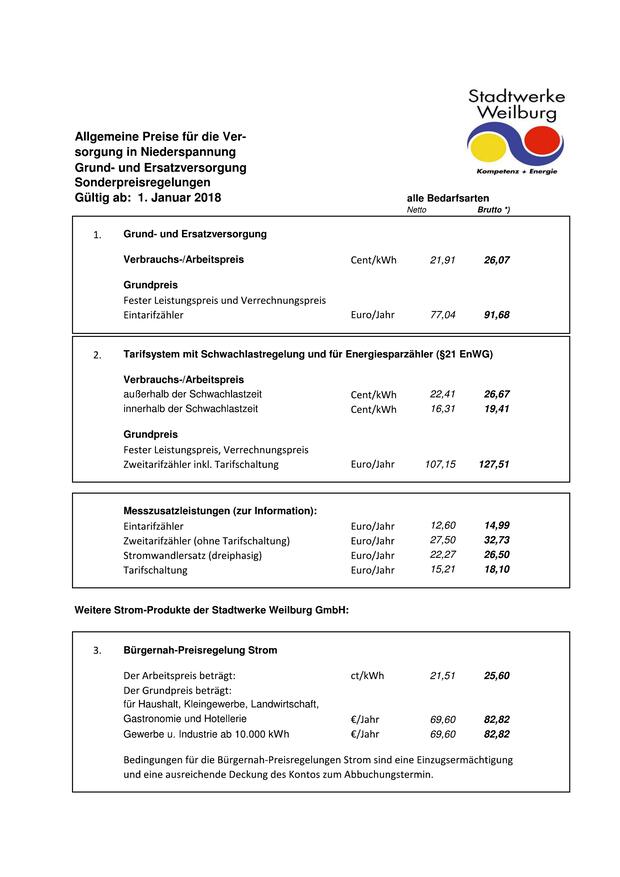 Stadtwerke
Weilburg
Kompetenz + Energie
Allgemeine Preise für die Ver-
sorgung in Niederspannung
Grund- und Ersatzversorgung
Sonderpreisregelungen
Gültig ab: 1. Januar 2018 alle Bedarfsarten
Netto Brutto *)
1. Grund- und Ersatzversorgung
Verbrauchs-/Arbeitspreis Cent/kWh 21,91 26,07
Grundpreis
Fester Leistungspreis und Verrechnungspreis
Eintarifzähler Euro/Jahr 77,04 91,68
2. Tarifsystem mit Schwachlastregelung und für Energiesparzähler (§21 EnWG)
Verbrauchs-/Arbeitspreis
außerhalb der Schwachlastzeit Cent/kWh 22,41 26,67
innerhalb der Schwachlastzeit Cent/kWh 16,31 19,41
Grundpreis
Fester Leistungspreis, Verrechnungspreis
Zweitarifzähler inkl. Tarifschaltung Euro/Jahr 107,15 127,51
Messzusatzleistungen (zur Information):
Eintarifzähler Euro/Jahr 12,60 14,99
Zweitarifzähler (ohne Tarifschaltung) Euro/Jahr 27,50 32,73
Stromwandlersatz (dreiphasig) Euro/Jahr 22,27 26,50
Tarifschaltung Euro/Jahr 15,21 18,10
Weitere Strom-Produkte der Stadtwerke Weilburg GmbH:
3. Bürgernah-Preisregelung Strom
Der Arbeitspreis beträgt: ct/kWh 21,51 25,60
Der Grundpreis beträgt:
für Haushalt, Kleingewerbe, Landwirtschaft,
Gastronomie und Hotellerie €/Jahr 69,60 82,82
Gewerbe u. Industrie ab 10.000 kWh €/Jahr 69,60 82,82
Bedingungen für die Bürgernah-Preisregelungen Strom sind eine Einzugsermächtigung
und eine ausreichende Deckung des Kontos zum Abbuchungstermin.